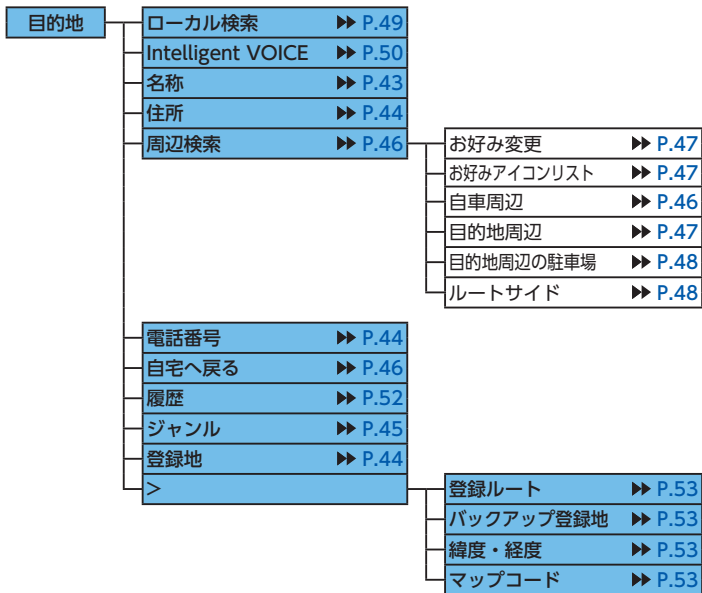 目的地
ローカル検索 ▶▶ P.49
Intelligent VOICE ▶▶ P.50
名称 ▶▶ P.43
住所 ▶▶ P.44
周辺検索 ▶▶ P.46
お好み変更 ▶▶ P.47
お好みアイコンリスト ▶▶ P.47
自車周辺 ▶▶ P.46
目的地周辺 ▶▶ P.47
目的地周辺の駐車場 ▶▶ P.48
ルートサイド ▶▶ P.48
電話番号 ▶▶ P.44
自宅へ戻る ▶▶ P.46
履歴 ▶▶ P.52
ジャンル ▶▶ P.45
登録地 ▶▶ P.44
>
登録ルート ▶▶ P.53
バックアップ登録地 ▶▶ P.53
緯度・経度 ▶▶ P.53
マップコード ▶▶ P.53